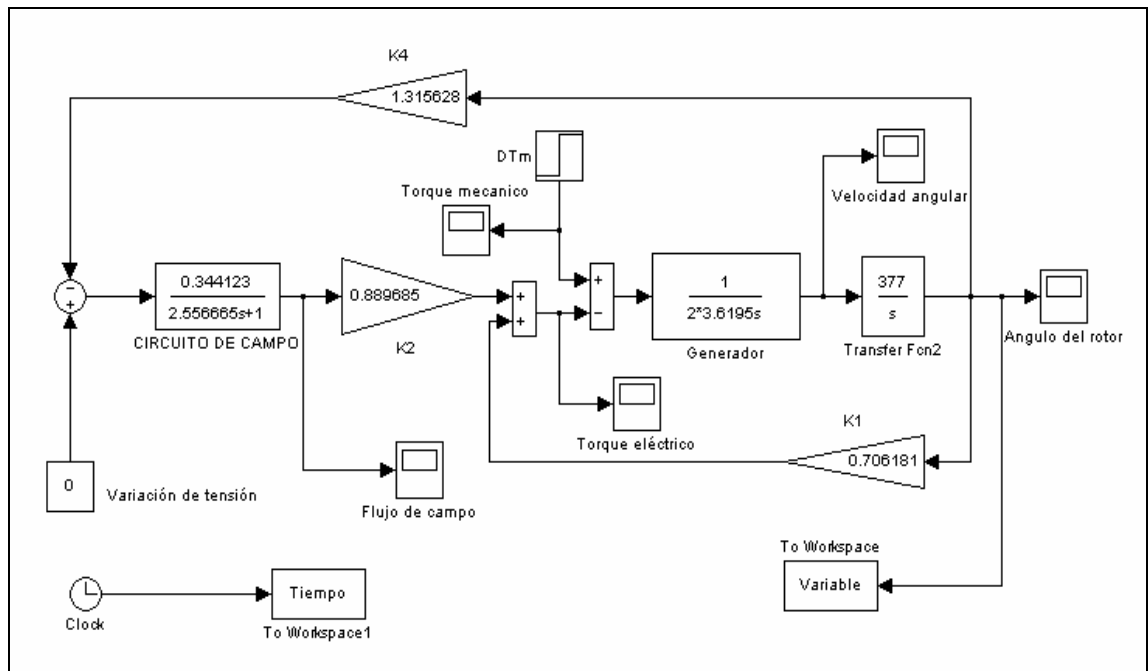 K4
1.315628
DTm
Torque mecanico
Velocidad angular
−
+
0.344123
2.556665s+1
CIRCUITO DE CAMPO
0.889685
K2
+
+
+
−
1
2*3.6195s
Generador
377
s
Transfer Fcn2
Angulo del rotor
Torque eléctrico
K1
0.706181
0
Variación de tensión
Flujo de campo
To Workspace
Variable
Clock
Tiempo
To Workspace1